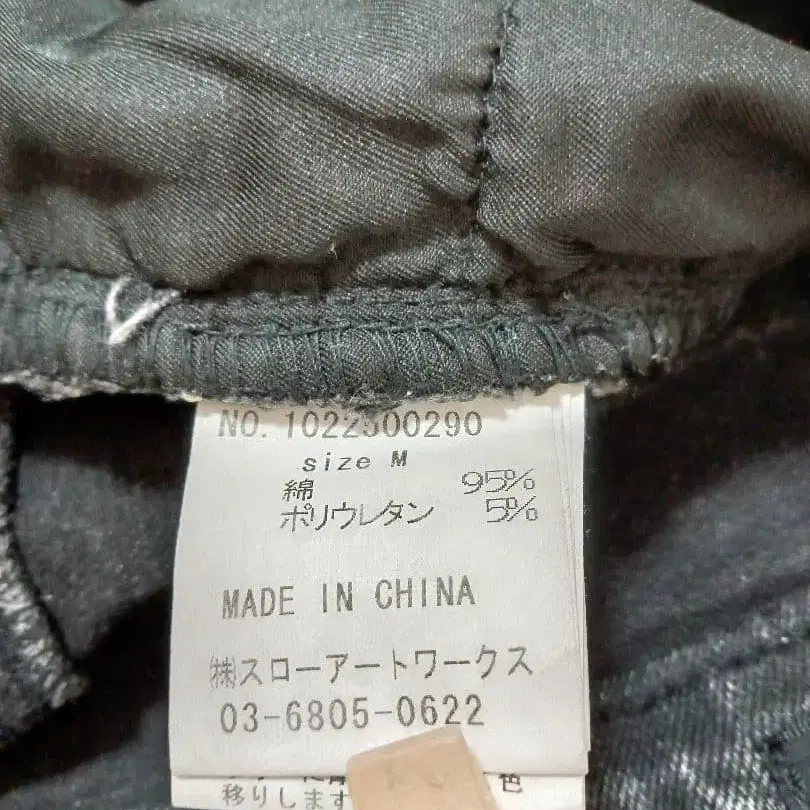 NO. 1022500290
size M
綿 95%
ポリウレタン 5%
MADE IN CHINA
㈱スローアートワークス
03-6805-0622
色
移りします